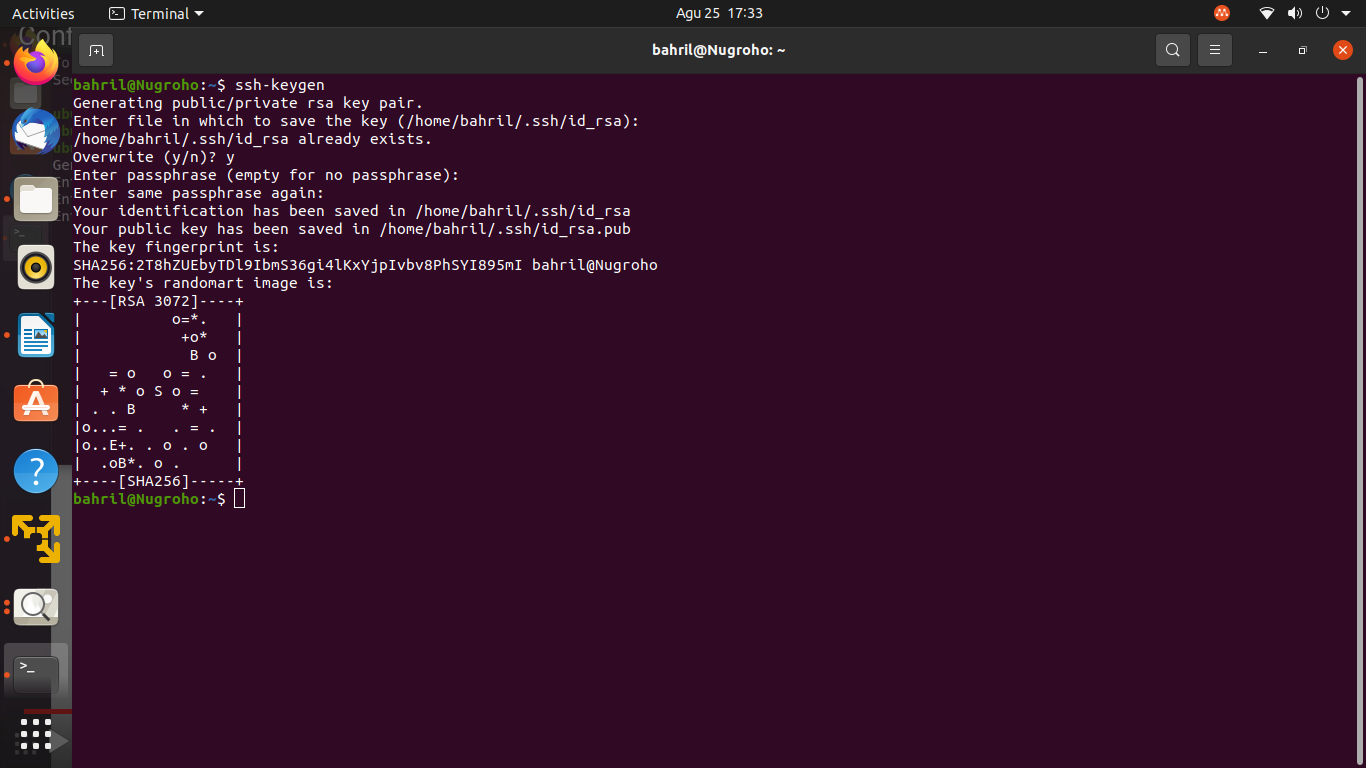 Activities
Terminal
Agu 25 17:33
Conf
bahril@Nugroho: ~
bahril@Nugroho:~$ ssh-keygen
Generating public/private rsa key pair.
Enter file in which to save the key (/home/bahril/.ssh/id_rsa):
/home/bahril/.ssh/id_rsa already exists.
Overwrite (y/n)? y
Enter passphrase (empty for no passphrase):
Enter same passphrase again:
Your identification has been saved in /home/bahril/.ssh/id_rsa
Your public key has been saved in /home/bahril/.ssh/id_rsa.pub
The key fingerprint is:
SHA256:2T8hZUEbyTDl9IbmS36gi4lKxYjpIvbv8PhSYI895mI bahril@Nugroho
The key's randomart image is:
+---[RSA 3072]----+
|          o=*.   |
|           +o*   |
|            B o  |
|   = o   o = .   |
|  + * o S o =    |
| . . B     * +   |
|o...= .   . = .  |
|o..E+. . o . o   |
|  .oB*. o .      |
+----[SHA256]-----+
bahril@Nugroho:~$